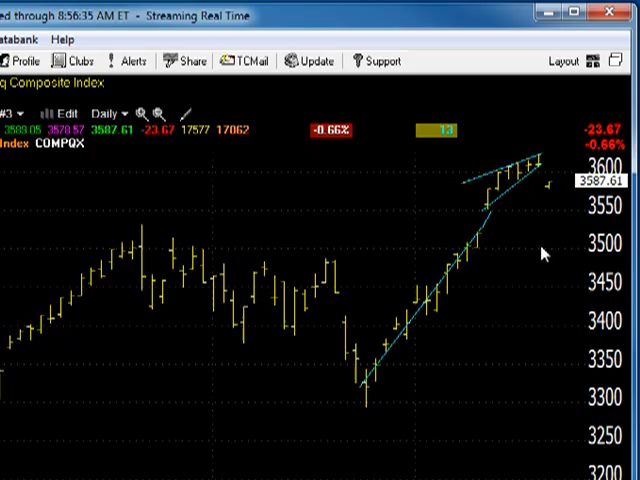 ed through 8:56:35 AM ET - Streaming Real Time
atabank Help
Profile Clubs Alerts Share TCMail Update Support Layout
q Composite Index
#3 Edit Daily
3589.05 3578.57 3587.61 -23.67 17577 17062 -0.66% 13 -23.67
Index COMPQX -0.66%
3600
3587.61
3550
3500
3450
3400
3350
3300
3250
3200